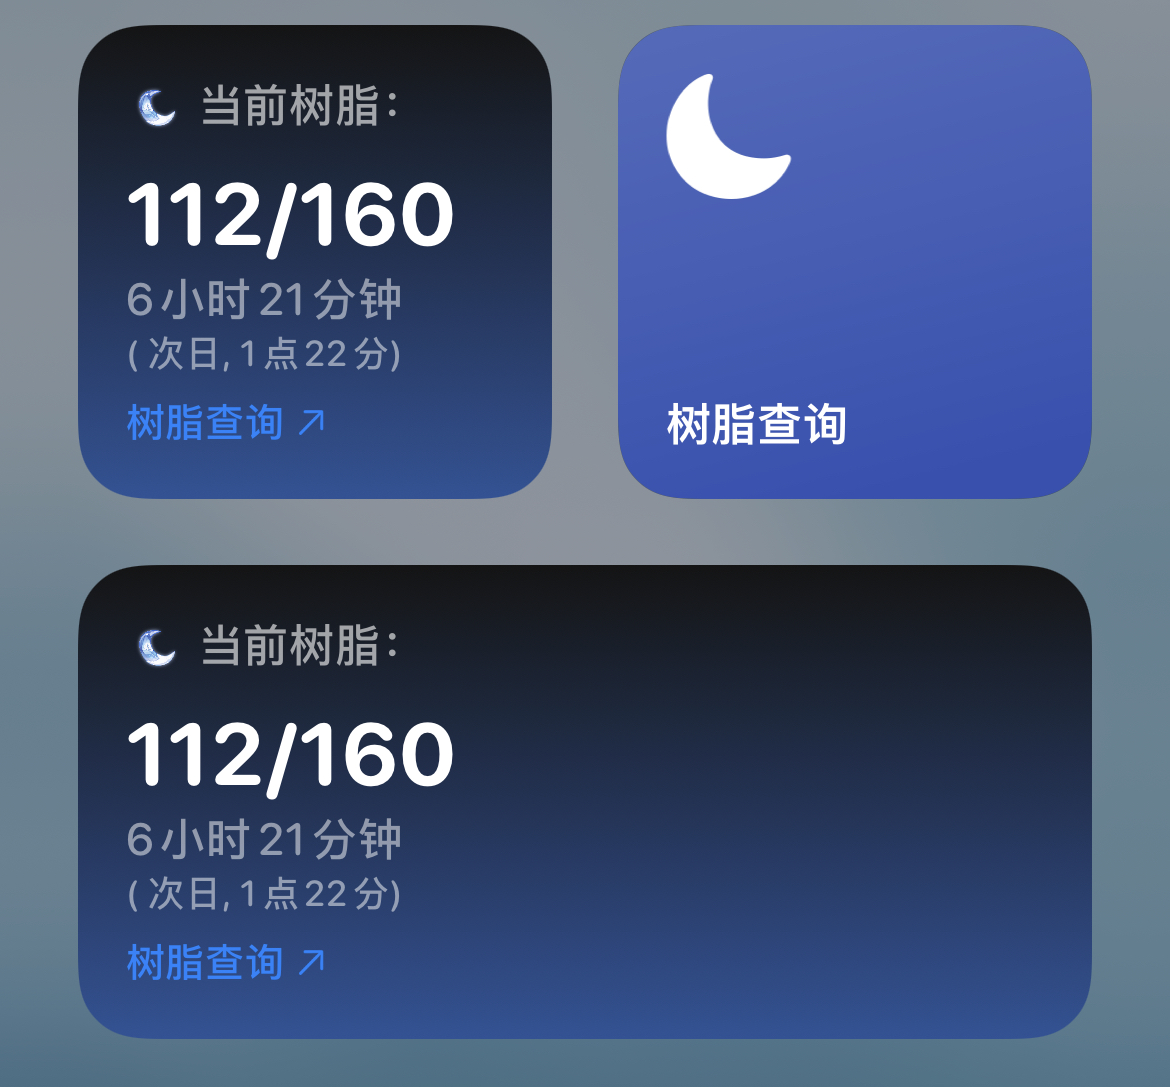 当前树脂：
112/160
6小时21分钟
(次日, 1点22分)
树脂查询
树脂查询
当前树脂：
112/160
6小时21分钟
(次日, 1点22分)
树脂查询